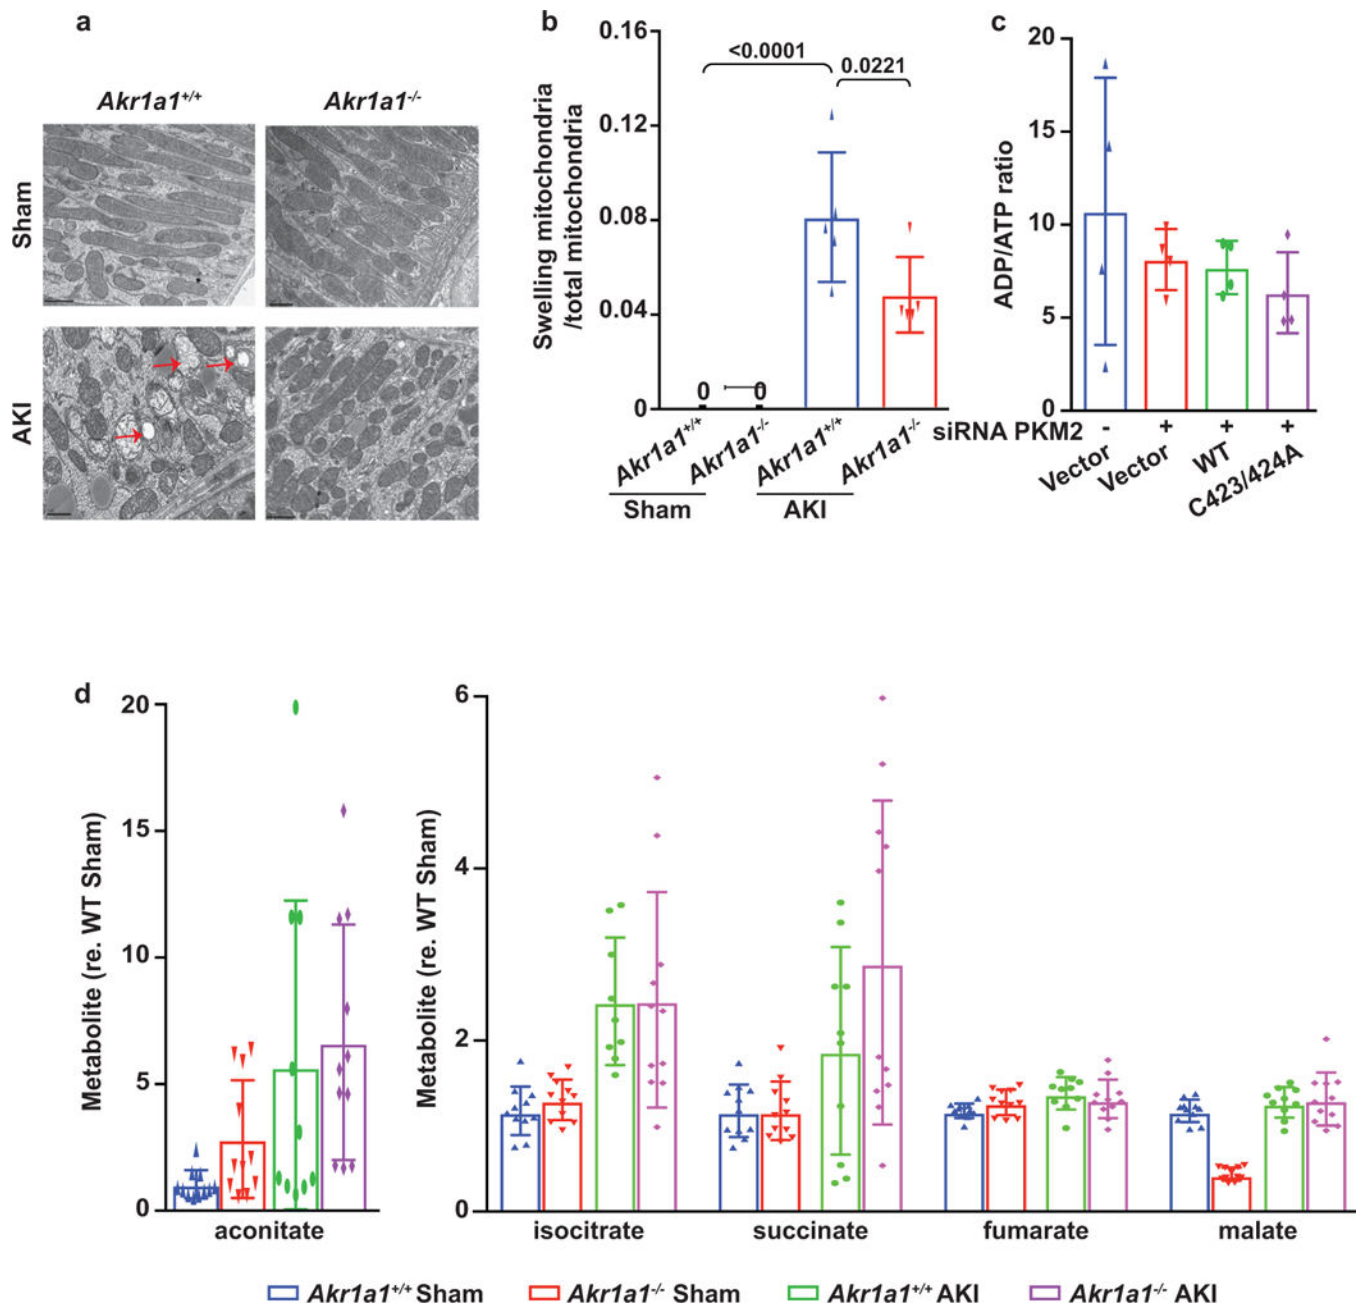 a
Akr1a1+/+
Akr1a1-/-
Sham
AKI
b
Swelling mitochondria
/total mitochondria
0.16
0.12
0.08
0.04
0
<0.0001
0.0221
0
0
Akr1a1+/+
Akr1a1-/-
Akr1a1+/+
Akr1a1-/-
Sham
AKI
c
ADP/ATP ratio
20
15
10
5
0
siRNA PKM2 - + + +
Vector
Vector
WT
C423/424A
d
Metabolite (re. WT Sham)
20
15
10
5
0
aconitate
Metabolite (re. WT Sham)
6
4
2
0
isocitrate
succinate
fumarate
malate
Akr1a1+/+ Sham
Akr1a1-/- Sham
Akr1a1+/+ AKI
Akr1a1-/- AKI